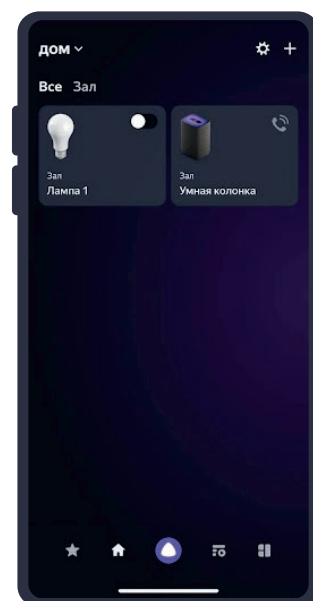 дом
Все Зал
Зал
Лампа 1
Зал
Умная колонка